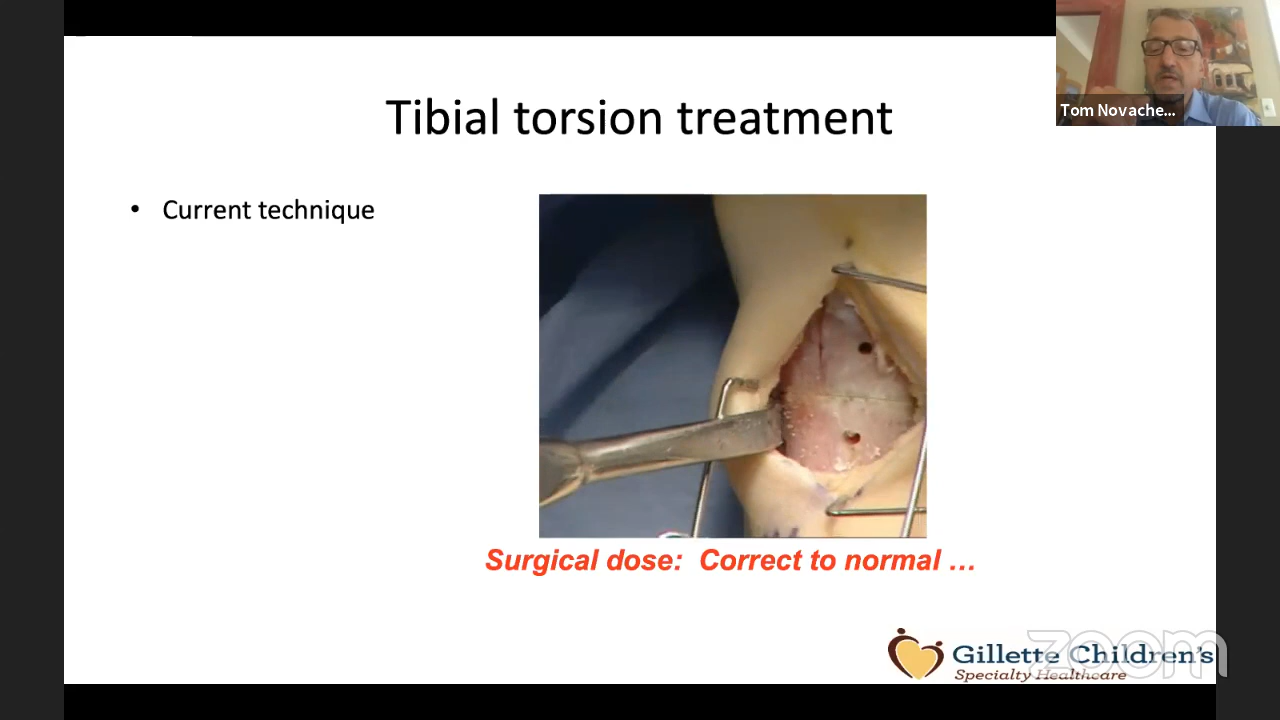 Tibial torsion treatment
Tom Novache...
• Current technique
Surgical dose: Correct to normal …
zoom
Gillette Children's
Specialty Healthcare